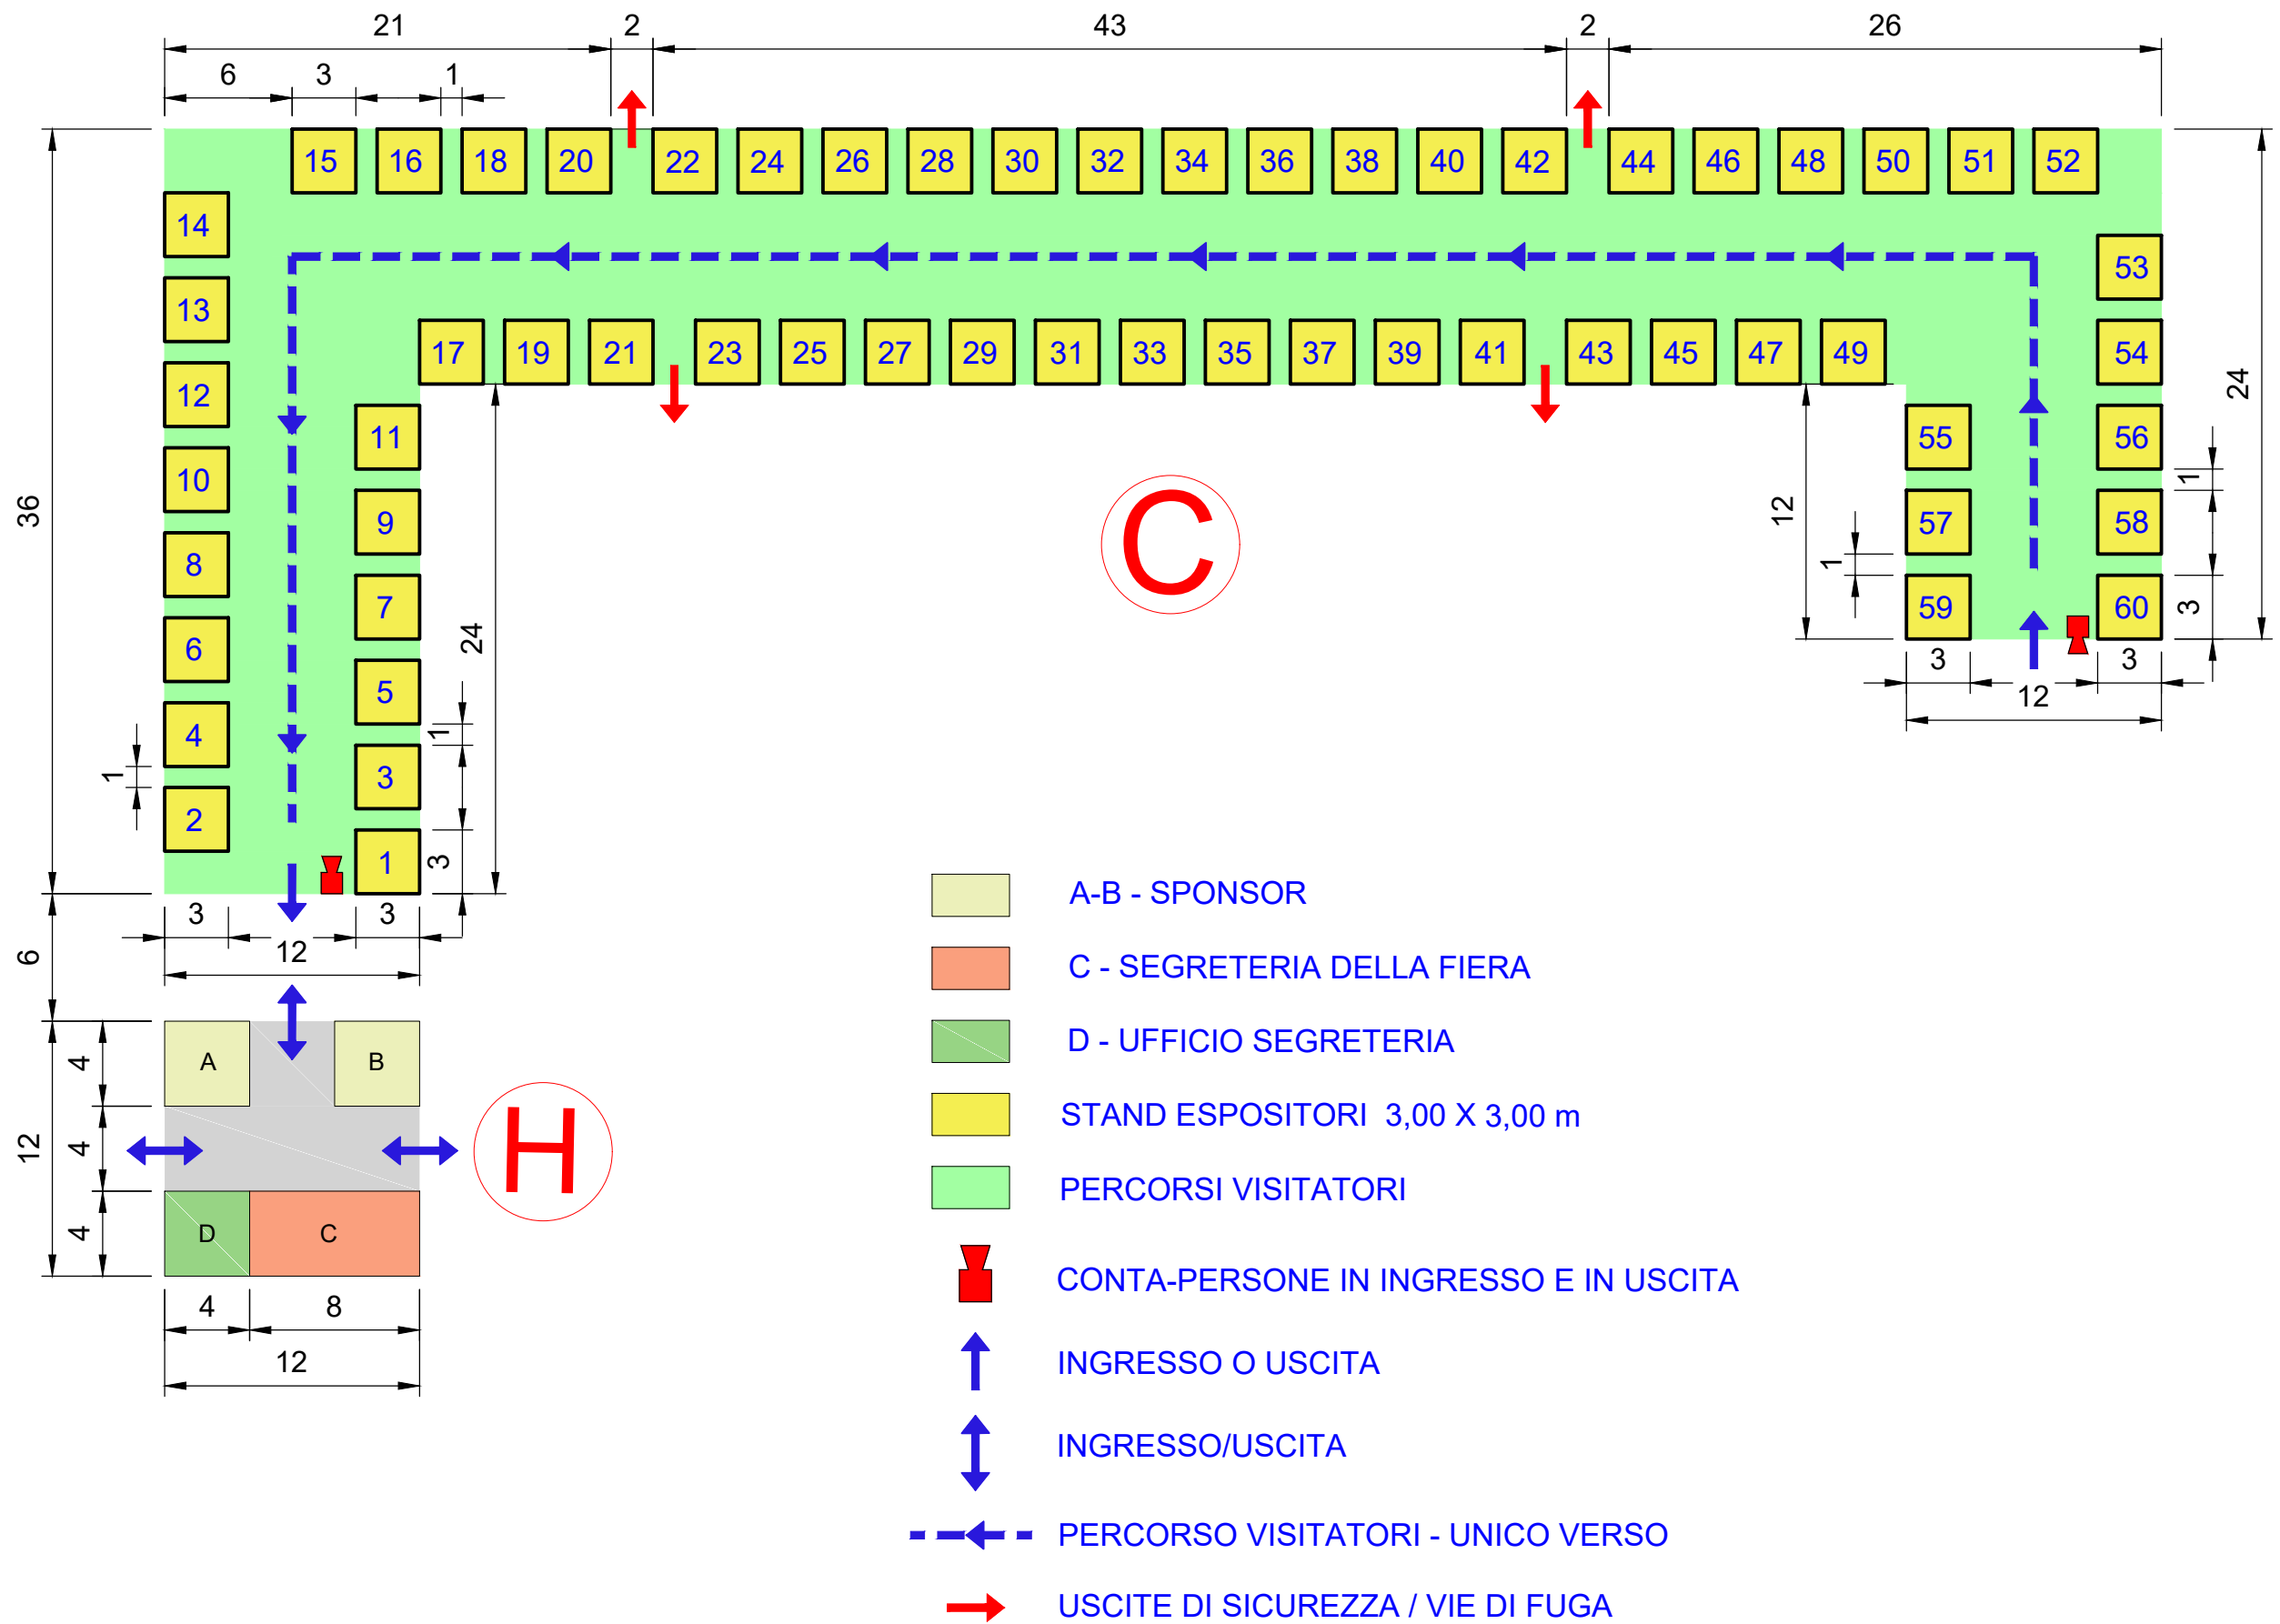 21 2 43 2 26
6 3 1
15 16 18 20 22 24 26 28 30 32 34 36 38 40 42 44 46 48 50 51 52
14
53
13
17 19 21 23 25 27 29 31 33 35 37 39 41 43 45 47 49
54
24
12
11
55 56
1
10
36
9
C
12
57 58
1
8
7
59 60
3
24
6
3 3
12
5
4
1
3
1
2
1
3
3 3
12
6
A-B - SPONSOR
C - SEGRETERIA DELLA FIERA
D - UFFICIO SEGRETERIA
STAND ESPOSITORI 3,00 X 3,00 m
PERCORSI VISITATORI
CONTA-PERSONE IN INGRESSO E IN USCITA
INGRESSO O USCITA
INGRESSO/USCITA
PERCORSO VISITATORI - UNICO VERSO
USCITE DI SICUREZZA / VIE DI FUGA
4
A B
12
4
H
4
D C
4 8
12